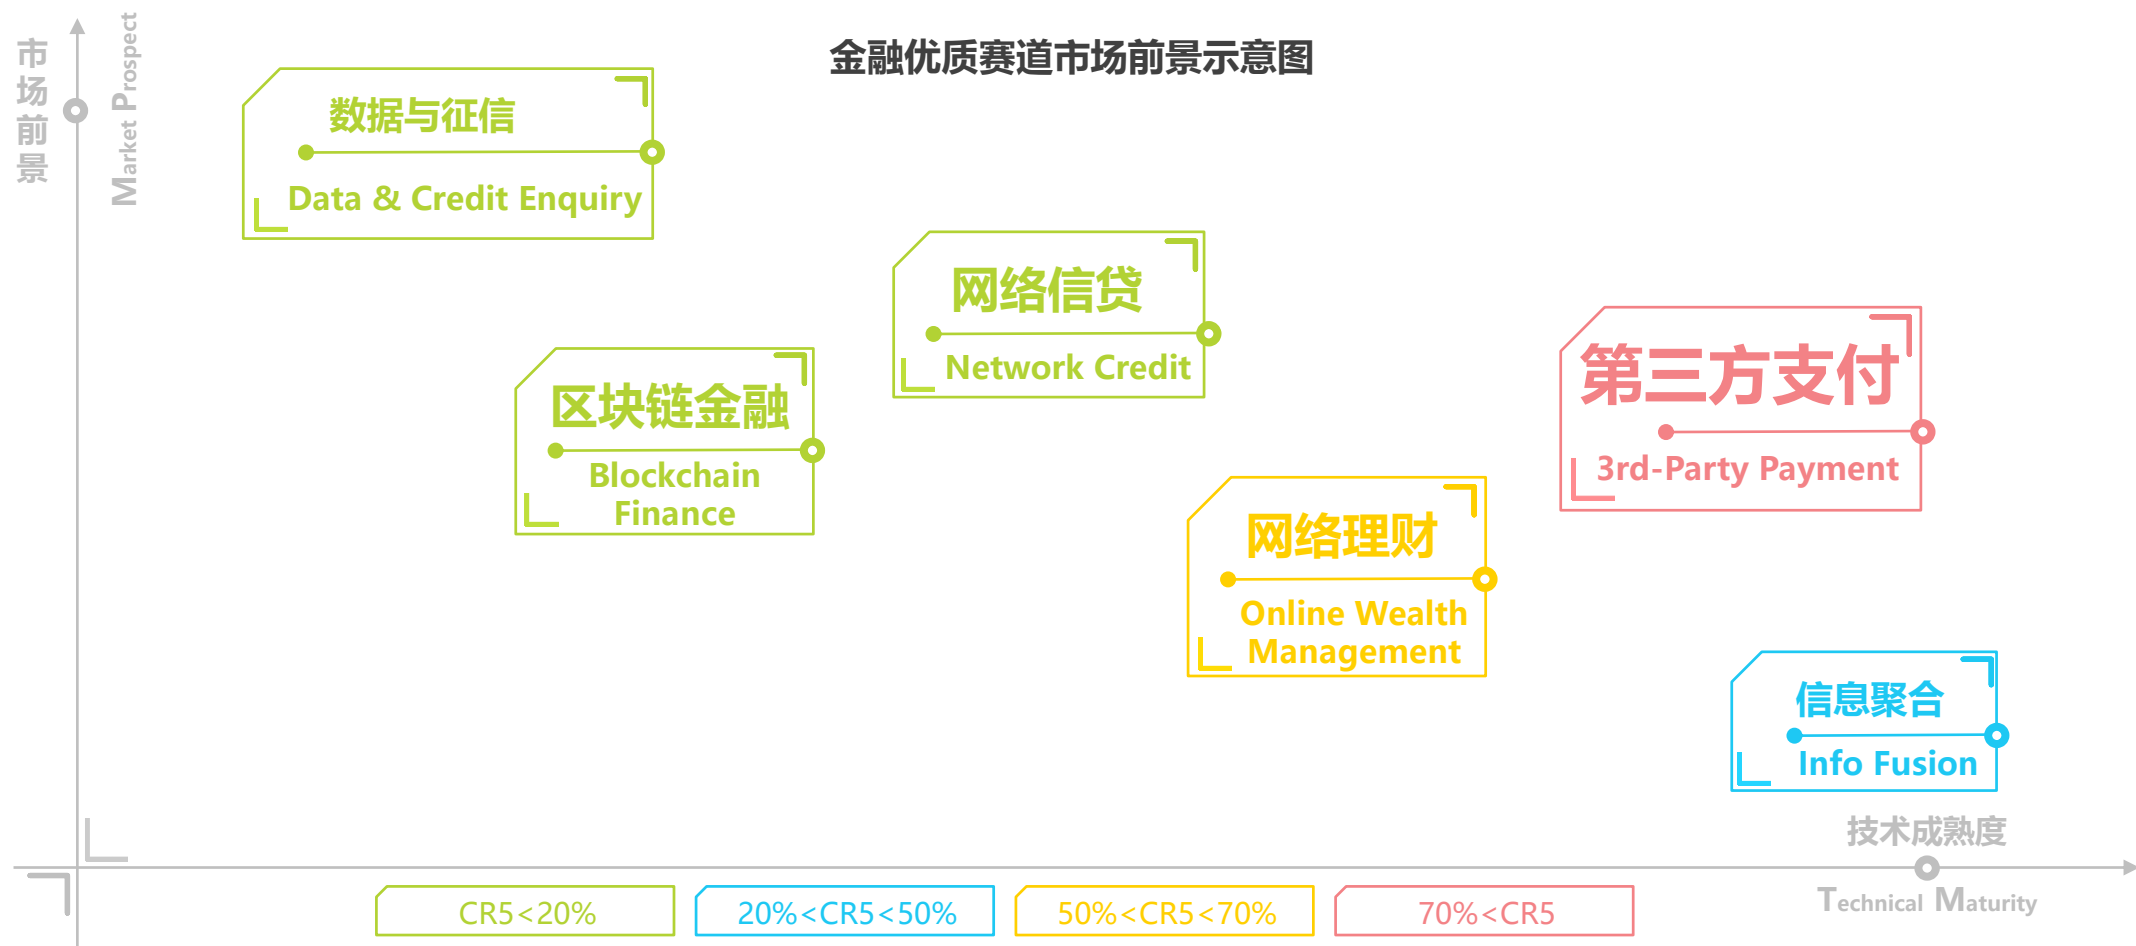 金融优质赛道市场前景示意图
市场前景
Market Prospect
数据与征信
Data & Credit Enquiry
网络信贷
Network Credit
区块链金融
Blockchain
Finance
第三方支付
3rd-Party Payment
网络理财
Online Wealth
Management
信息聚合
Info Fusion
技术成熟度
Technical Maturity
CR5<20%
20%<CR5<50%
50%<CR5<70%
70%<CR5